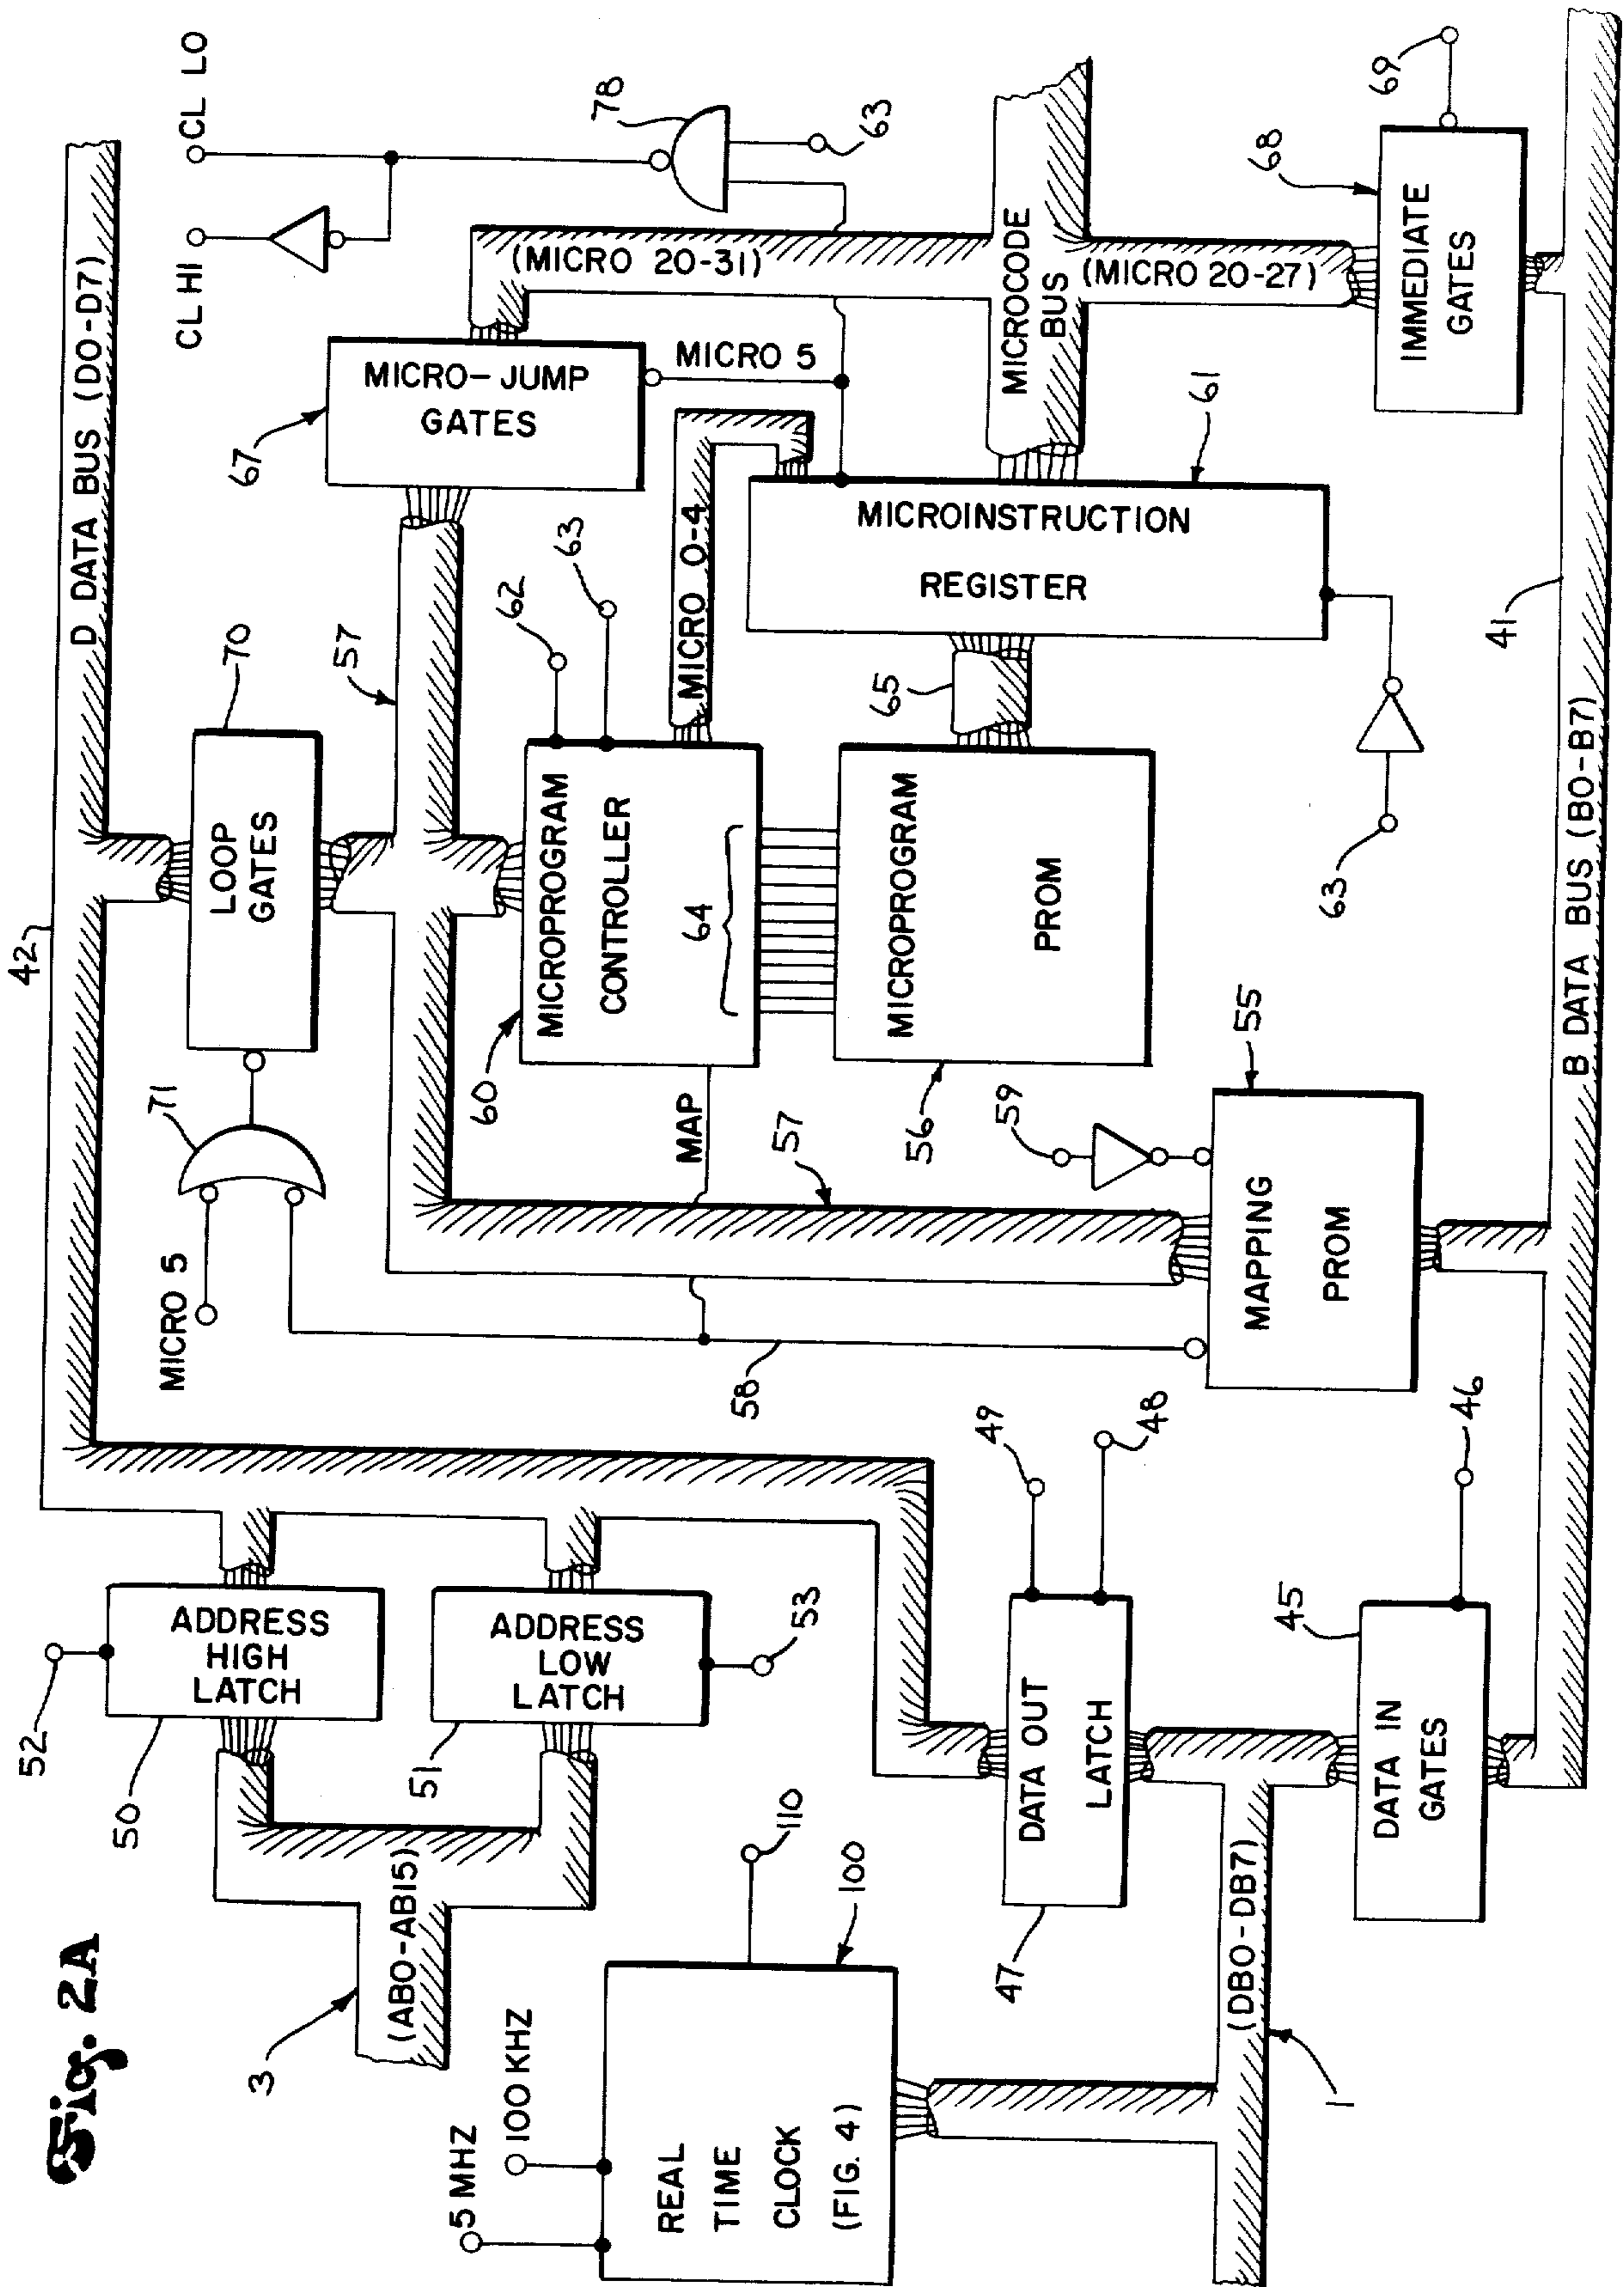 Fig. 2A
D DATA BUS (D0-D7)
42
CL HI
CL LO
78
63
70
LOOP
GATES
71
MICRO 5
57
67
MICRO-JUMP
GATES
(MICRO 20-31)
MICRO 5
52
ADDRESS
HIGH
LATCH
50
3
(AB0-AB15)
ADDRESS
LOW
LATCH
51
53
58
MAP
57
60
MICROPROGRAM
CONTROLLER
64
62
63
MICRO 0-4
MICROCODE
BUS
(MICRO 20-27)
5 MHZ
100 KHZ
REAL
TIME
CLOCK
(FIG. 4)
110
100
56
MICROPROGRAM
PROM
65
MICROINSTRUCTION
REGISTER
61
63
49
48
DATA OUT
LATCH
47
59
55
MAPPING
PROM
68
IMMEDIATE
GATES
69
(DB0-DB7)
1
45
DATA IN
GATES
46
41
B DATA BUS (B0-B7)